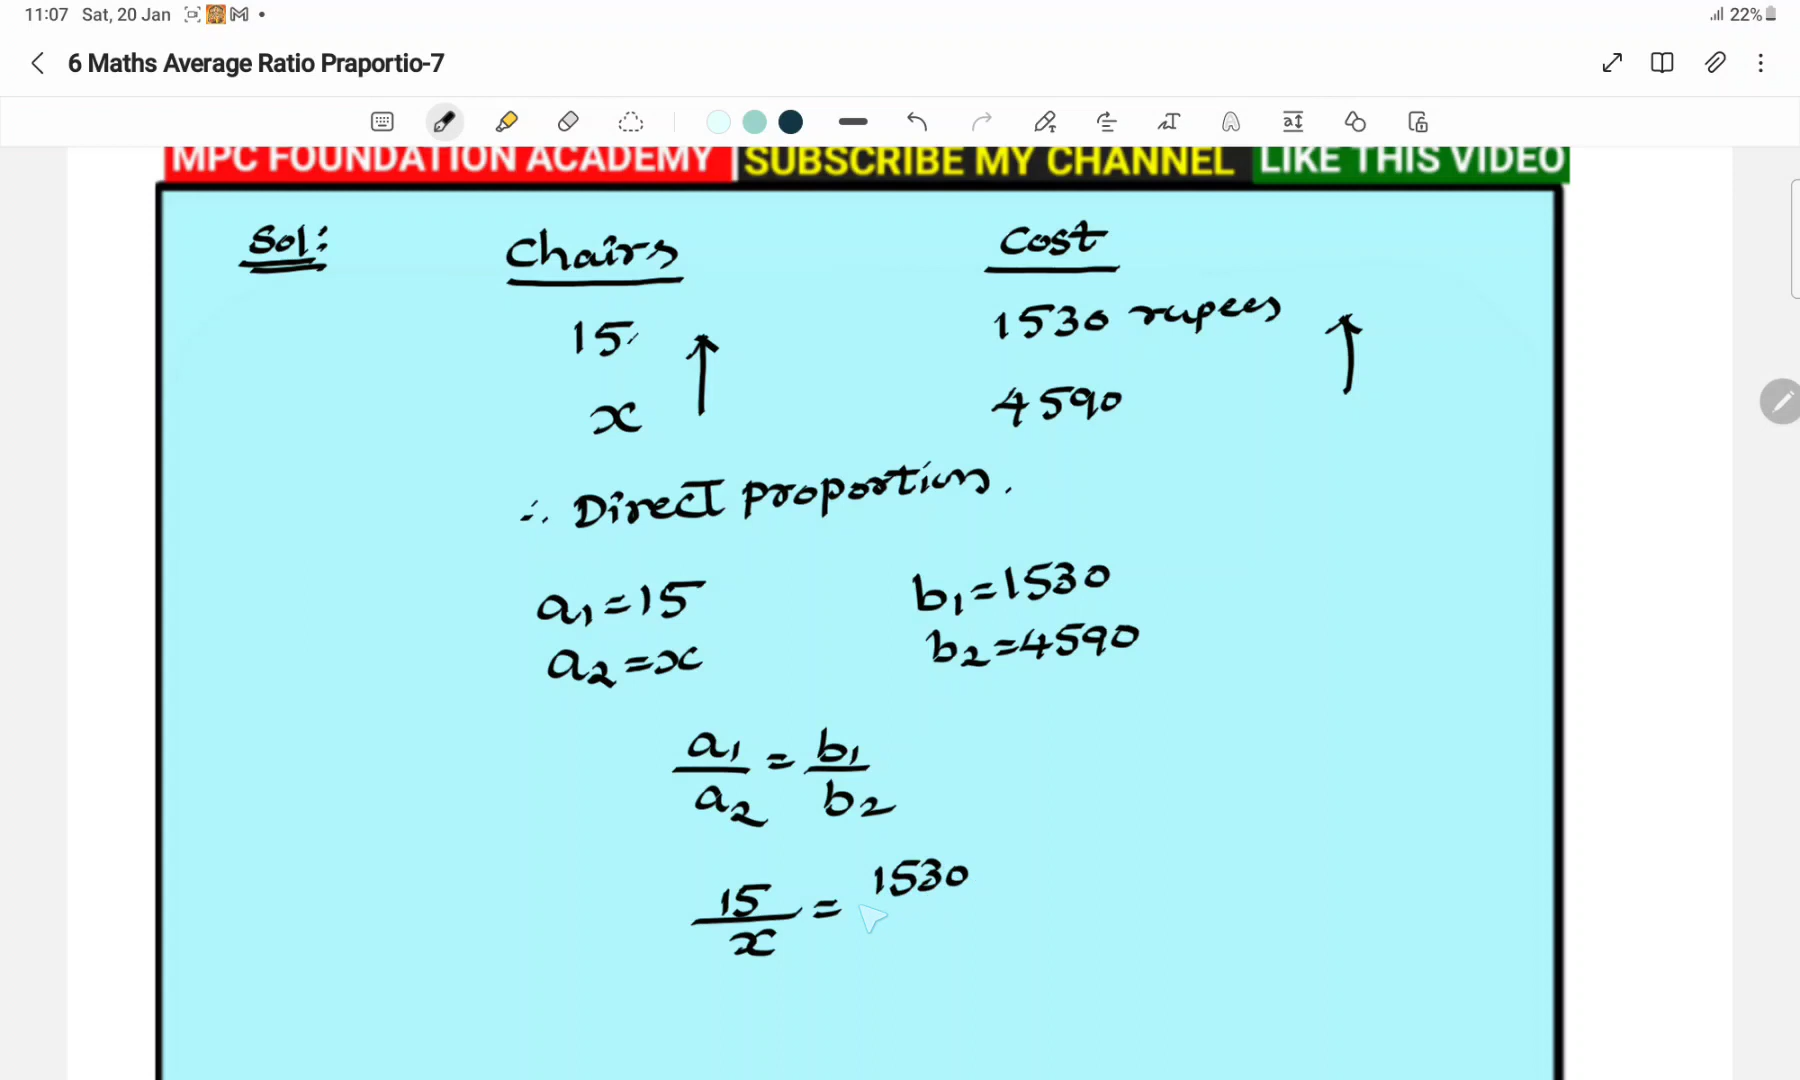 11:07 Sat, 20 Jan
22%
6 Maths Average Ratio Praportio-7
MPC FOUNDATION ACADEMY SUBSCRIBE MY CHANNEL LIKE THIS VIDEO
Sol: Chairs Cost
15 1530 rupees
x 4590
∴ Direct proportion.
a₁=15 b₁=1530
a₂=x b₂=4590
a₁/a₂ = b₁/b₂
15/x = 1530